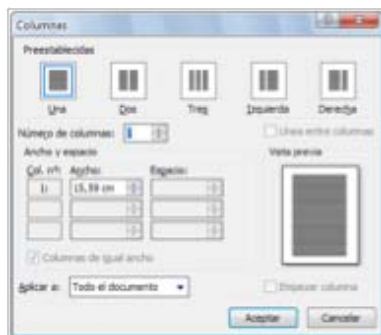 Columnas
Preestablecidas
Una Dos Tres Izquierda Derecha
Número de columnas: 1 Línea entre columnas
Ancho y espacio Vista previa
Col. nº: Ancho: Espacio:
1: 15,59 cm
Columnas de igual ancho
Aplicar a: Todo el documento Empezar columna
Aceptar Cancelar